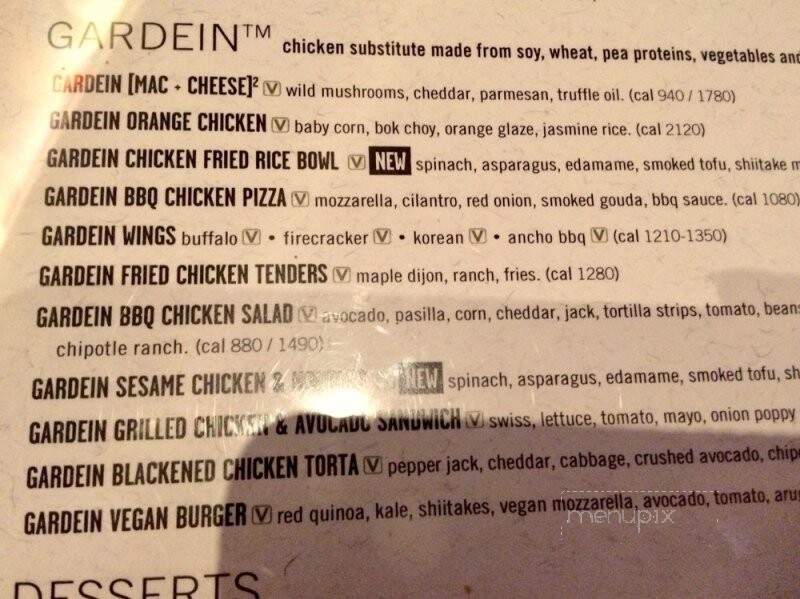 GARDEIN™ chicken substitute made from soy, wheat, pea proteins, vegetables and
GARDEIN [MAC + CHEESE]² V wild mushrooms, cheddar, parmesan, truffle oil. (cal 940 / 1780)
GARDEIN ORANGE CHICKEN V baby corn, bok choy, orange glaze, jasmine rice. (cal 2120)
GARDEIN CHICKEN FRIED RICE BOWL V NEW spinach, asparagus, edamame, smoked tofu, shiitake m
GARDEIN BBQ CHICKEN PIZZA V mozzarella, cilantro, red onion, smoked gouda, bbq sauce. (cal 1080)
GARDEIN WINGS buffalo V • firecracker V • korean V • ancho bbq V (cal 1210-1350)
GARDEIN FRIED CHICKEN TENDERS V maple dijon, ranch, fries. (cal 1280)
GARDEIN BBQ CHICKEN SALAD V avocado, pasilla, corn, cheddar, jack, tortilla strips, tomato, beans
chipotle ranch. (cal 880 / 1490)
GARDEIN SESAME CHICKEN & NEW spinach, asparagus, edamame, smoked tofu, sh
GARDEIN GRILLED CHICKEN & AVOCADO SANDWICH V swiss, lettuce, tomato, mayo, onion poppy
GARDEIN BLACKENED CHICKEN TORTA V pepper jack, cheddar, cabbage, crushed avocado, chipo
GARDEIN VEGAN BURGER V red quinoa, kale, shiitakes, vegan mozzarella, avocado, tomato, aru
menupix
DESSERTS